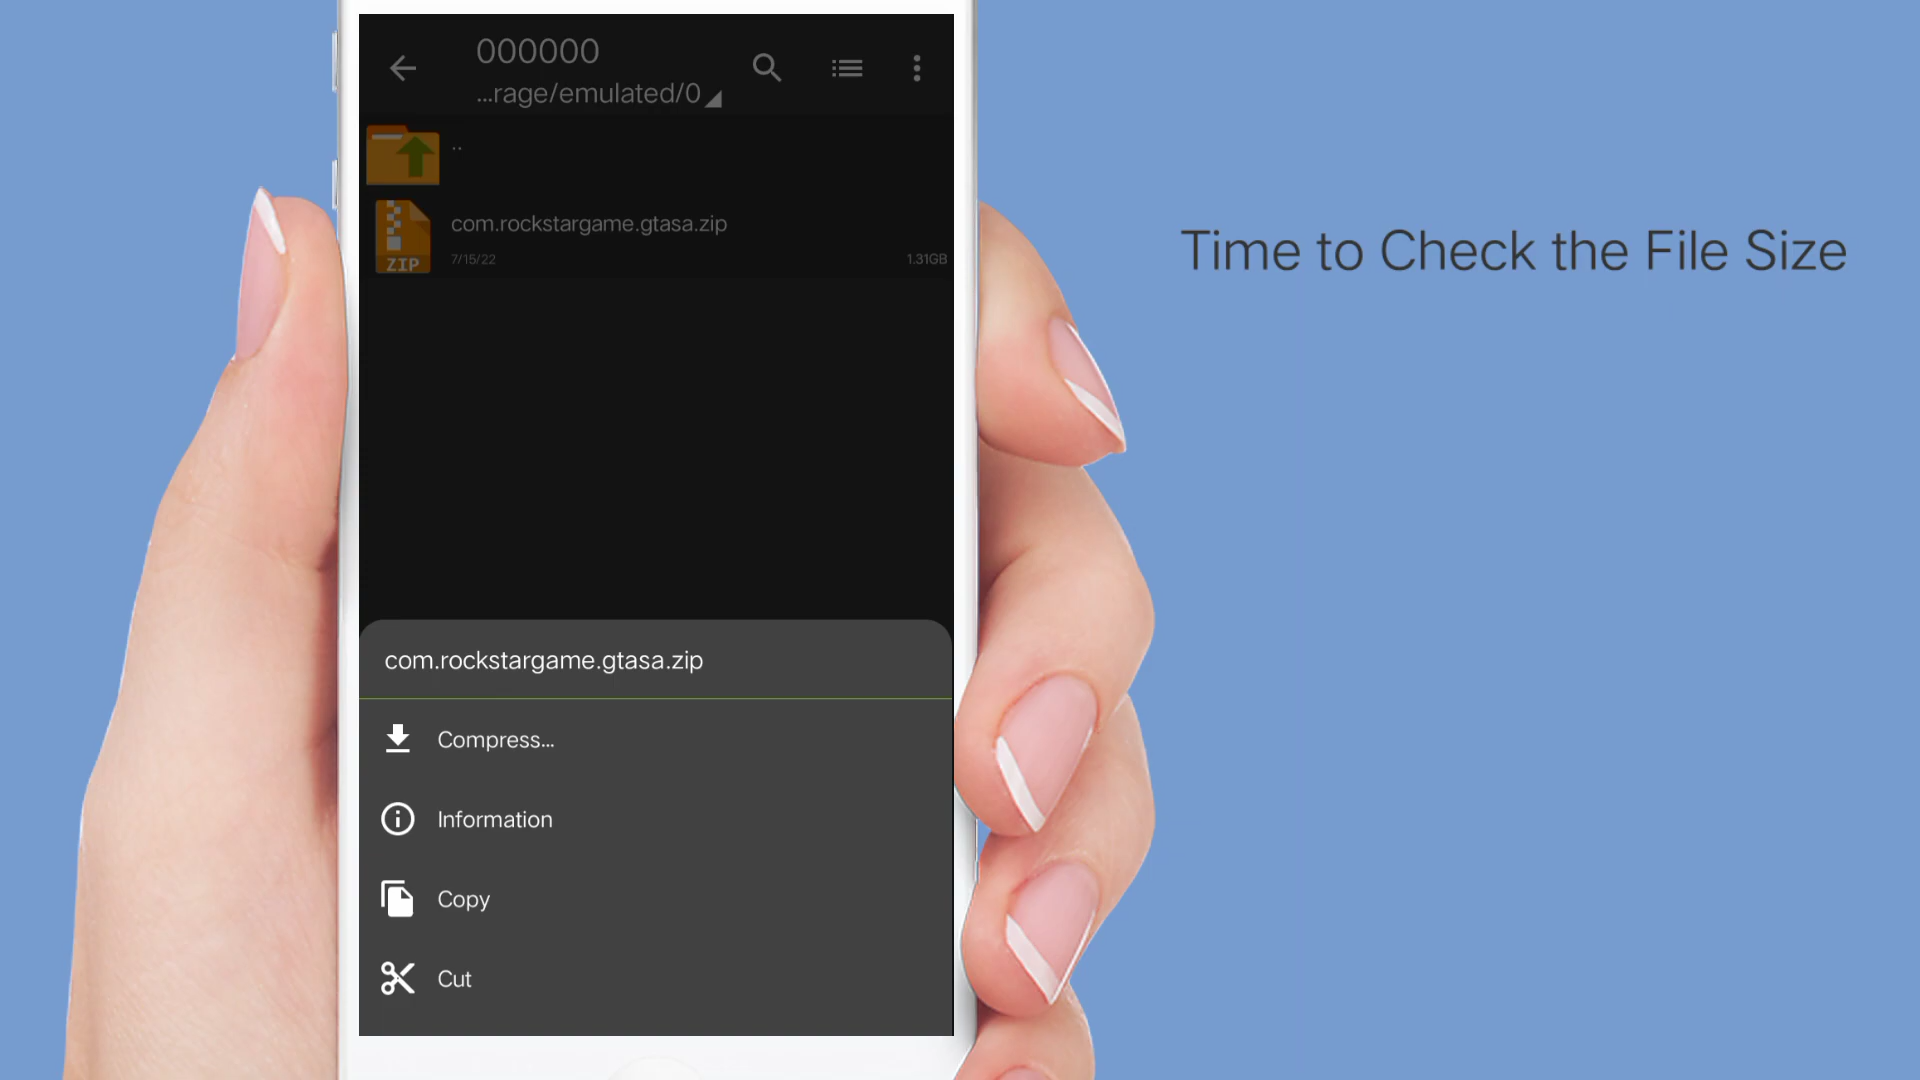 000000
...rage/emulated/0
..
com.rockstargame.gtasa.zip
7/15/22
1.31GB
ZIP
Time to Check the File Size
com.rockstargame.gtasa.zip
Compress...
Information
Copy
Cut